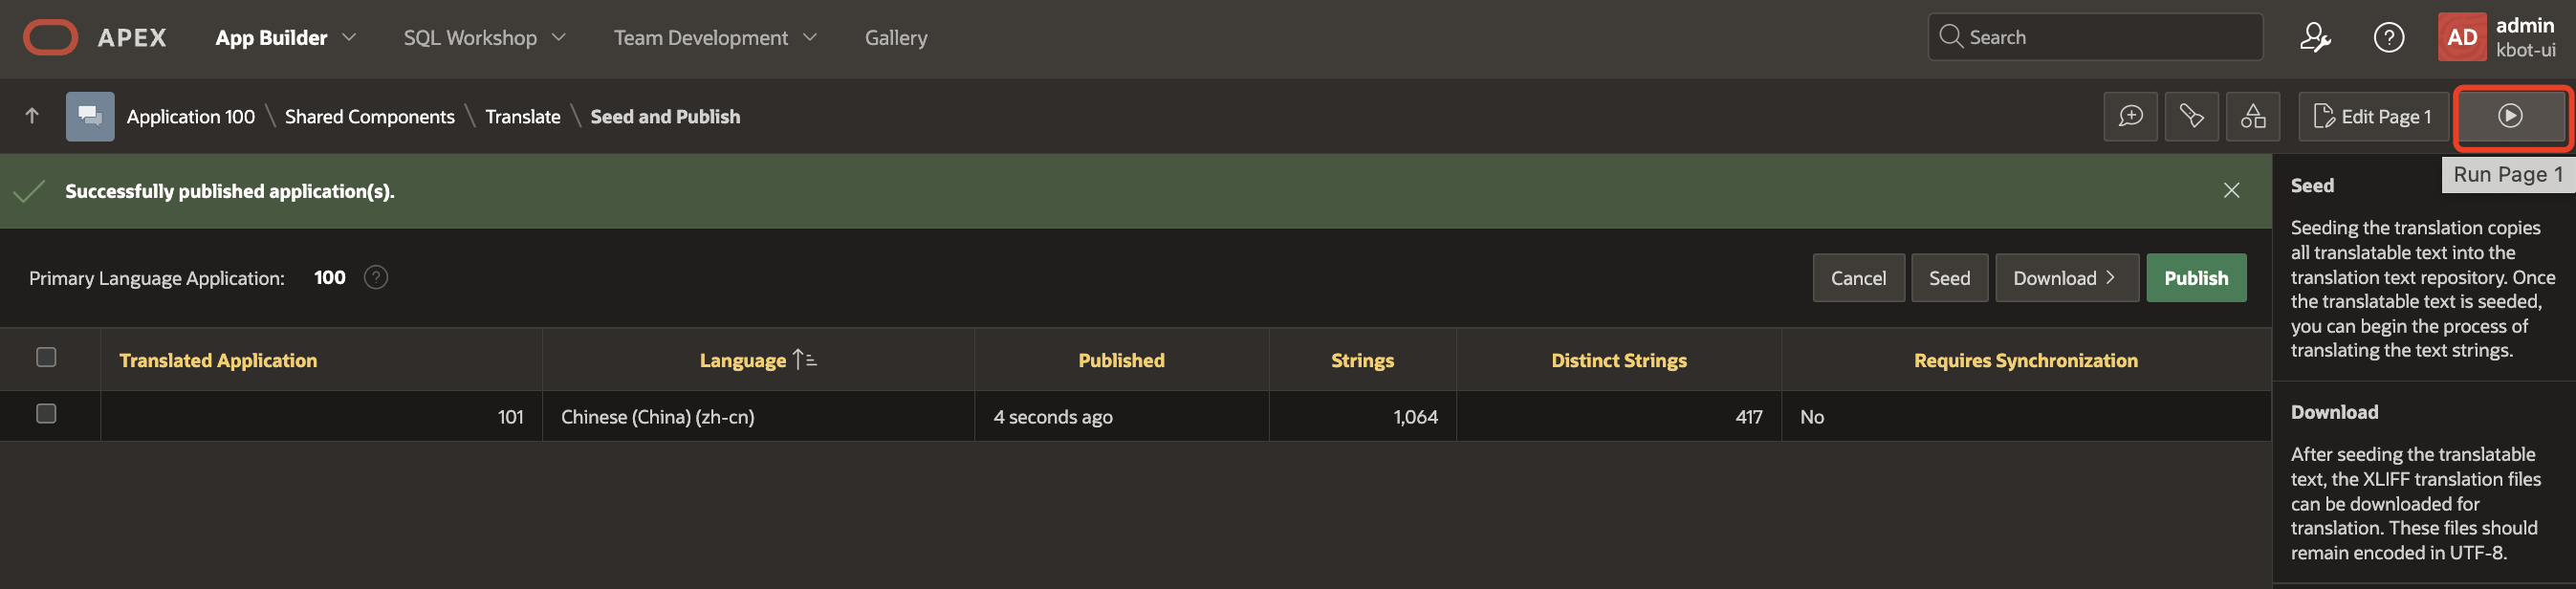 APEX App Builder SQL Workshop Team Development Gallery Search AD admin
kbot-ui
Application 100 \ Shared Components \ Translate \ Seed and Publish Edit Page 1
Run Page 1
Successfully published application(s).
Primary Language Application: 100 ? Cancel Seed Download > Publish
Translated Application Language Published Strings Distinct Strings Requires Synchronization
101 Chinese (China) (zh-cn) 4 seconds ago 1,064 417 No
Seed
Seeding the translation copies
all translatable text into the
translation text repository. Once
the translatable text is seeded,
you can begin the process of
translating the text strings.
Download
After seeding the translatable
text, the XLIFF translation files
can be downloaded for
translation. These files should
remain encoded in UTF-8.